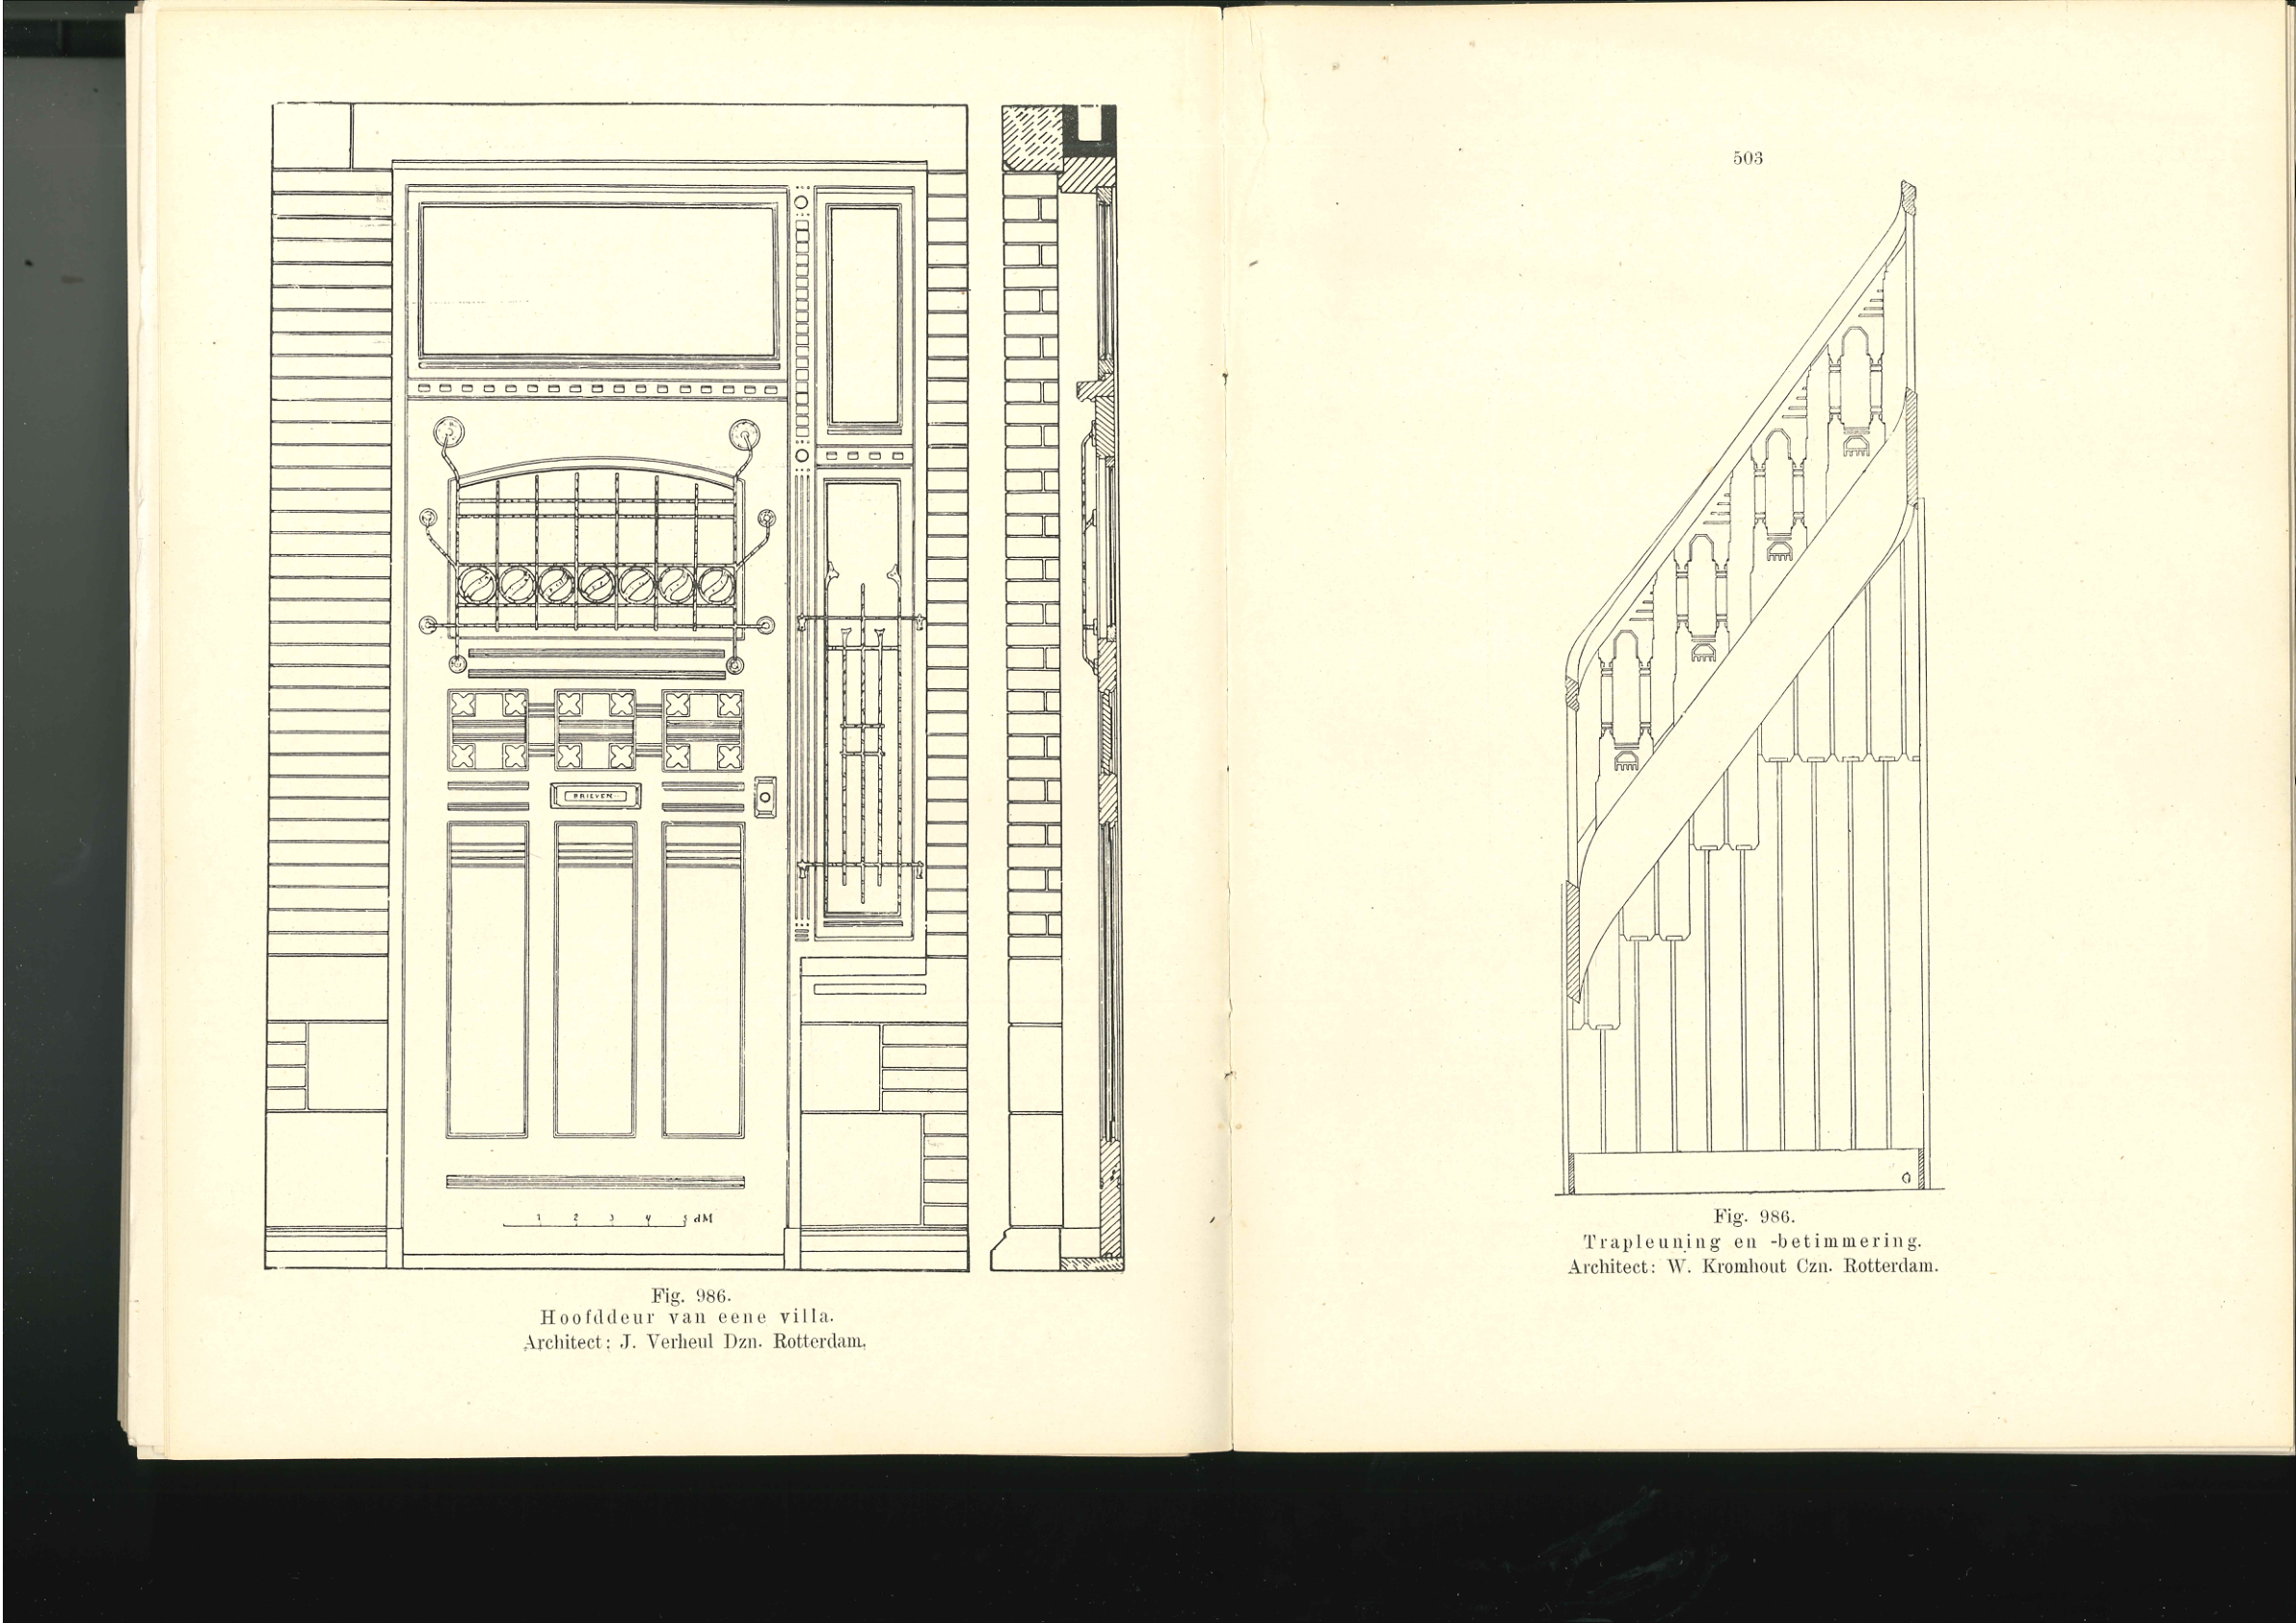 BRIEVEN
1 2 3 4 5 dM
Fig. 986.
Hoofddeur van eene villa.
Architect: J. Verheul Dzn. Rotterdam.
503
Fig. 986.
Trapleuning en -betimmering.
Architect: W. Kromhout Czn. Rotterdam.